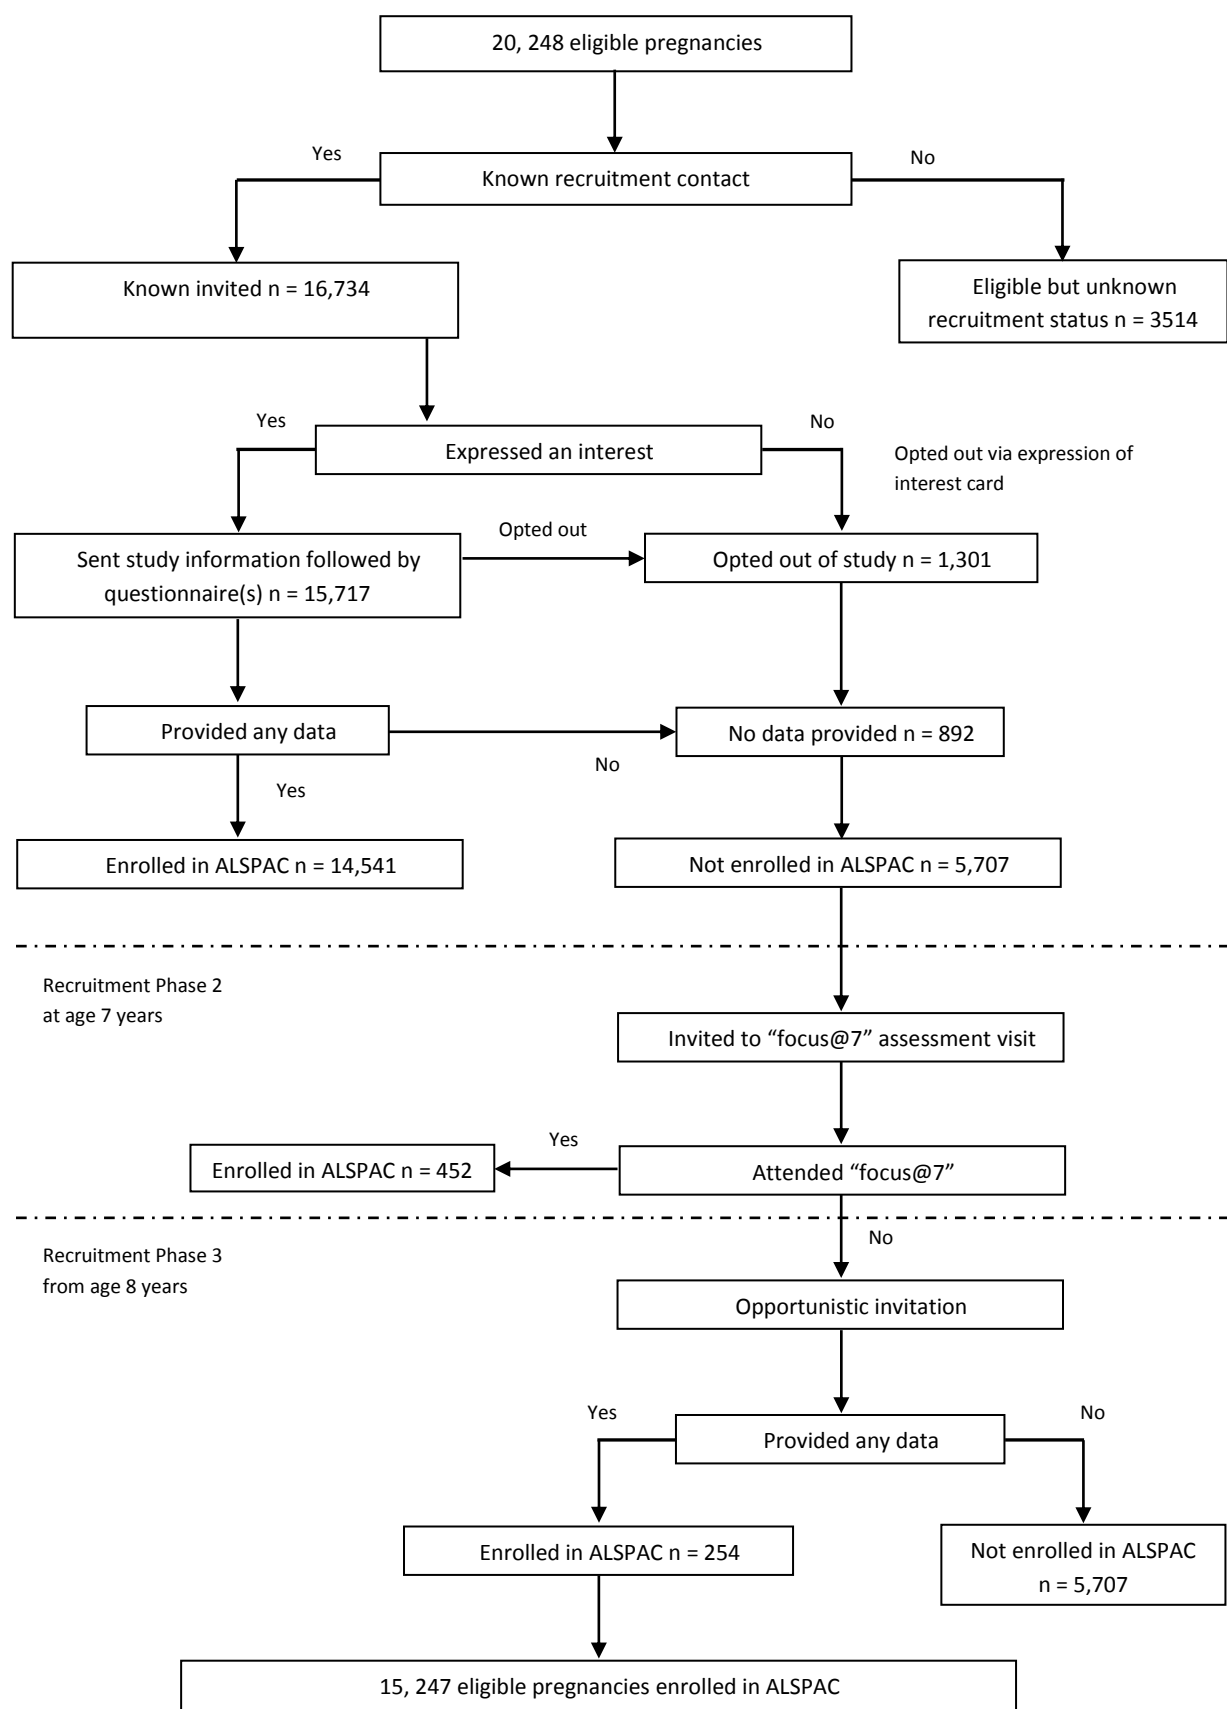 20, 248 eligible pregnancies
Yes
No
Known recruitment contact
Known invited n = 16,734
Eligible but unknown
recruitment status n = 3514
Yes
No
Expressed an interest
Opted out via expression of
interest card
Sent study information followed by
questionnaire(s) n = 15,717
Opted out
Opted out of study n = 1,301
Provided any data
No data provided n = 892
No
Yes
Enrolled in ALSPAC n = 14,541
Not enrolled in ALSPAC n = 5,707
Recruitment Phase 2
at age 7 years
Invited to “focus@7” assessment visit
Yes
Enrolled in ALSPAC n = 452
Attended “focus@7”
No
Recruitment Phase 3
from age 8 years
Opportunistic invitation
Yes
No
Provided any data
Enrolled in ALSPAC n = 254
Not enrolled in ALSPAC
n = 5,707
15, 247 eligible pregnancies enrolled in ALSPAC